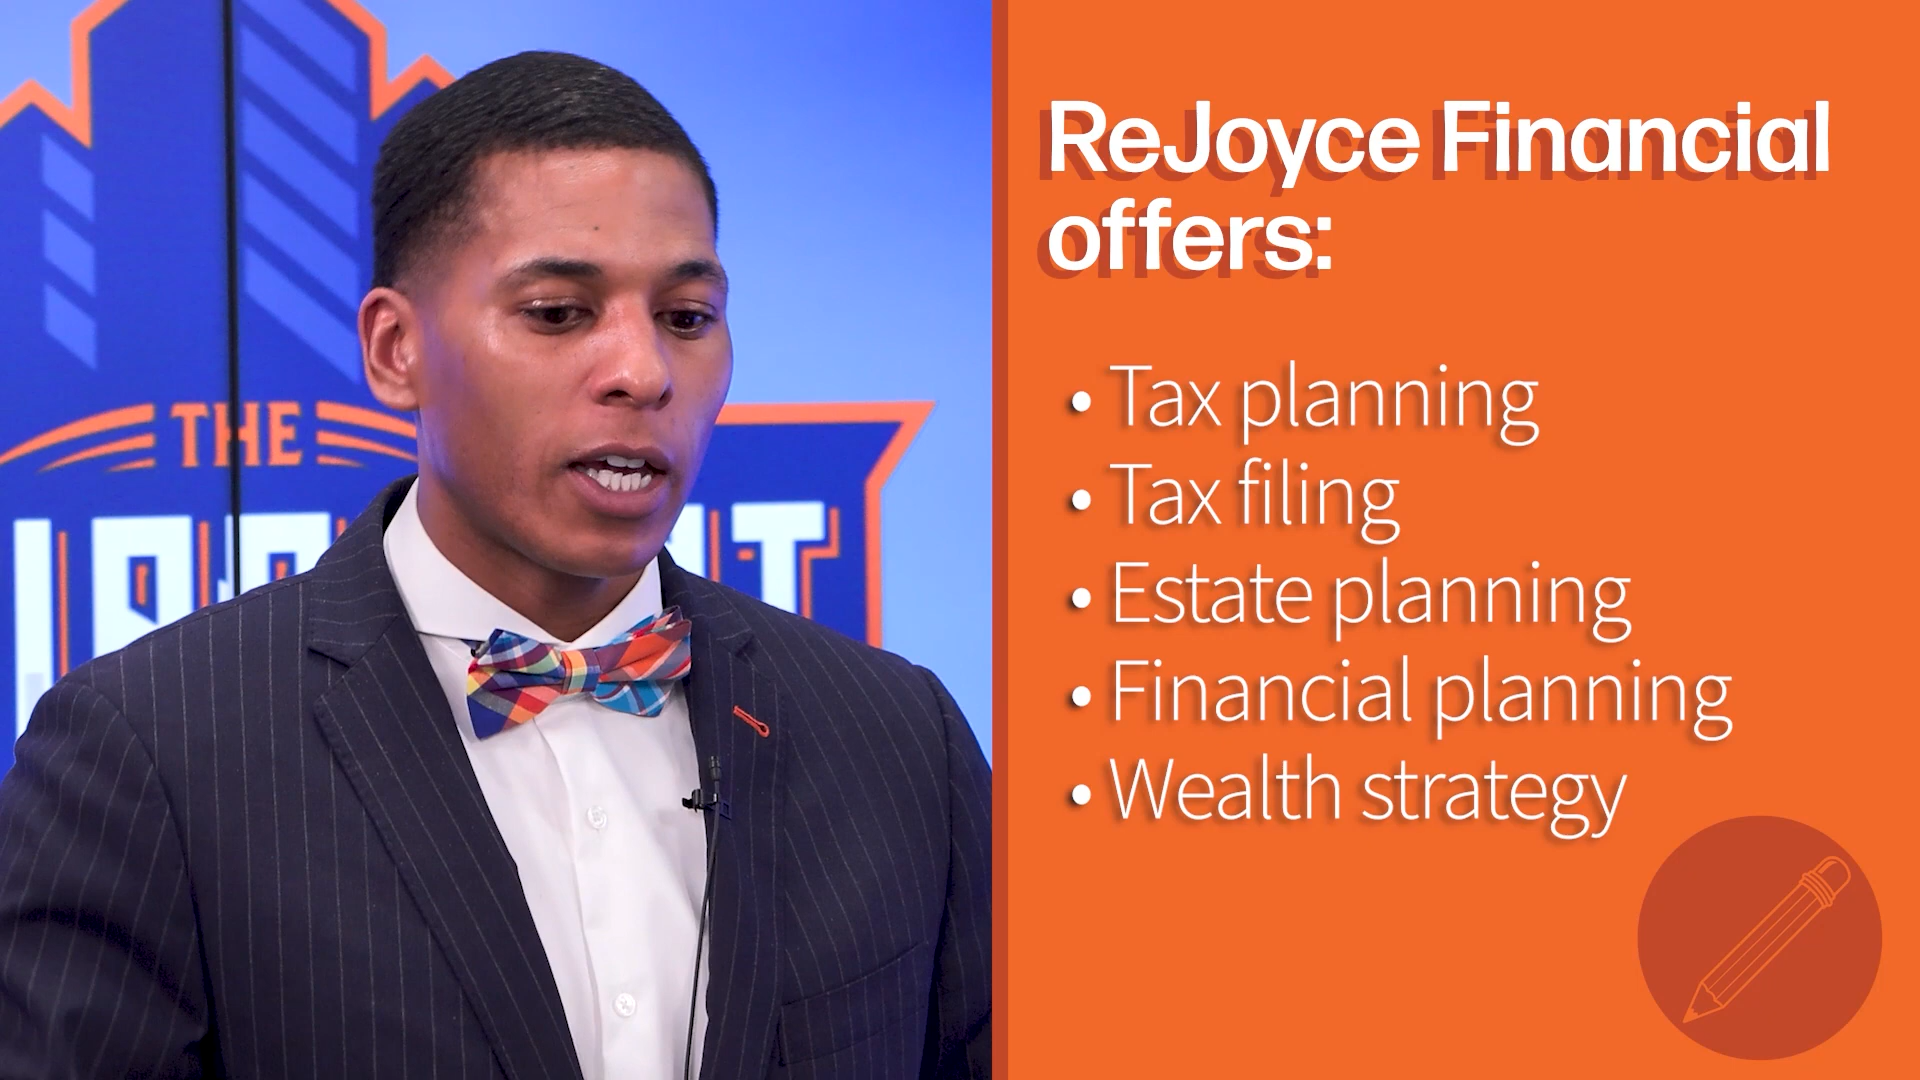 THE
ReJoyce Financial
offers:
• Tax planning
• Tax filing
• Estate planning
• Financial planning
• Wealth strategy